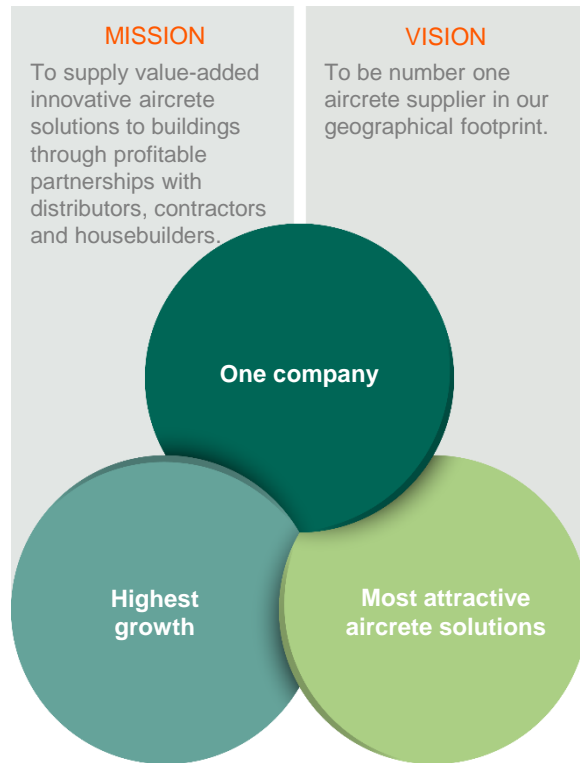 MISSION
To supply value-added
innovative aircrete
solutions to buildings
through profitable
partnerships with
distributors, contractors
and housebuilders.
VISION
To be number one
aircrete supplier in our
geographical footprint.
One company
Highest
growth
Most attractive
aircrete solutions